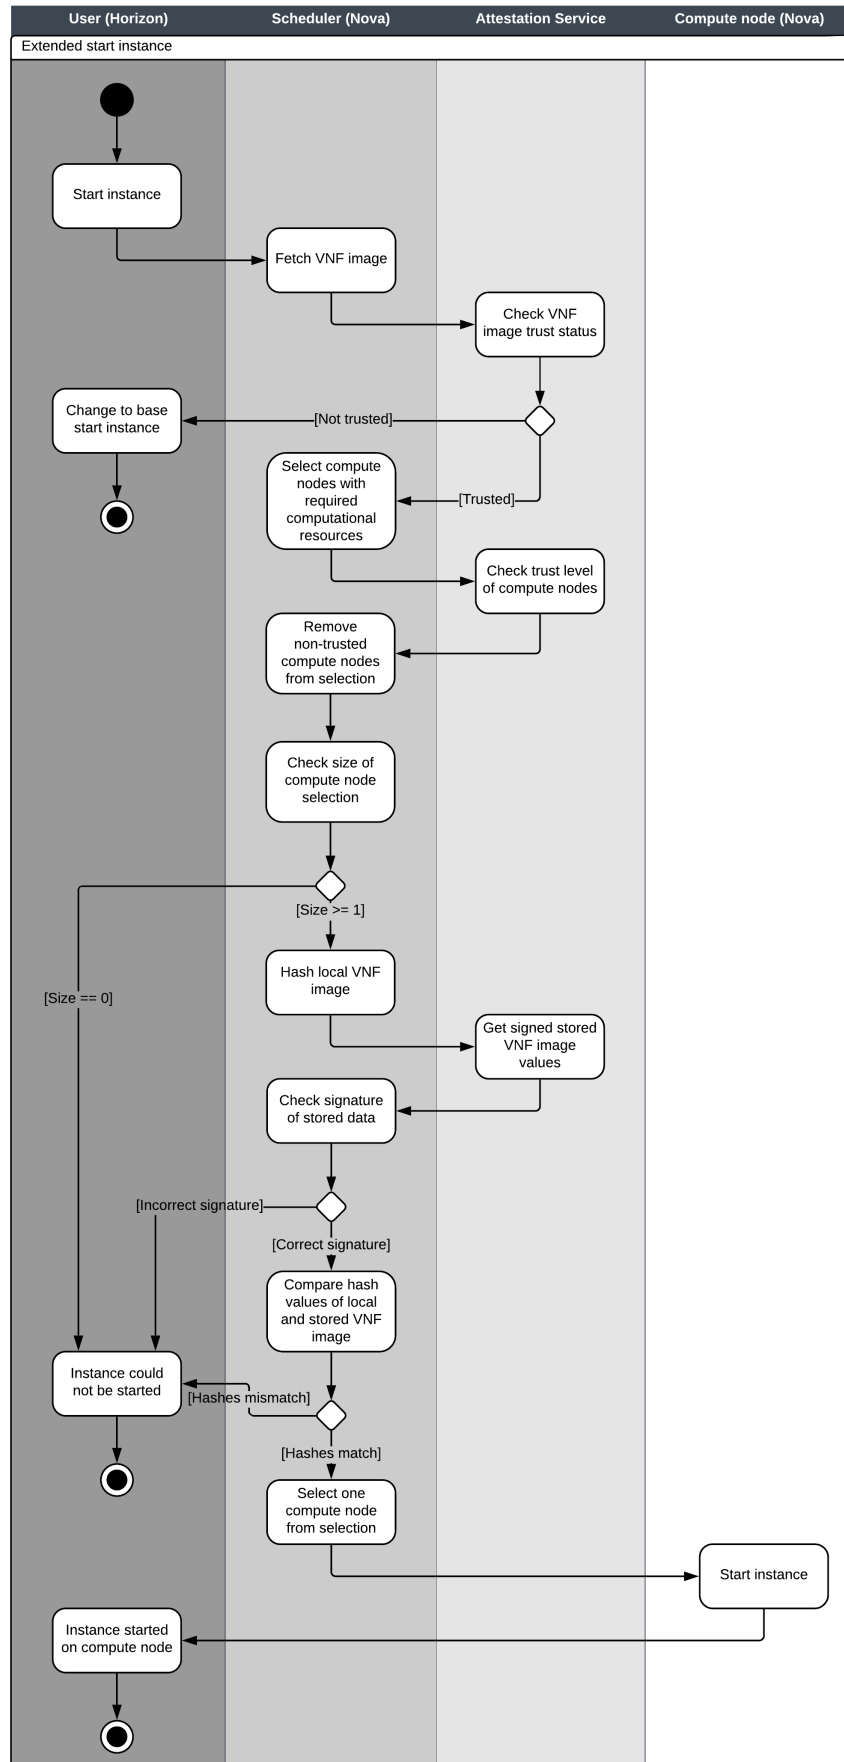 User (Horizon)
Scheduler (Nova)
Attestation Service
Compute node (Nova)
Extended start instance
Start instance
Fetch VNF image
Check VNF
image trust status
Change to base
start instance
[Not trusted]
Select compute
nodes with
required
computational
resources
[Trusted]
Check trust level
of compute nodes
Remove
non-trusted
compute nodes
from selection
Check size of
compute node
selection
[Size >= 1]
Hash local VNF
image
[Size == 0]
Get signed stored
VNF image
values
Check signature
of stored data
[Incorrect signature]
[Correct signature]
Compare hash
values of local
and stored VNF
image
Instance could
not be started
[Hashes mismatch]
[Hashes match]
Select one
compute node
from selection
Start instance
Instance started
on compute node